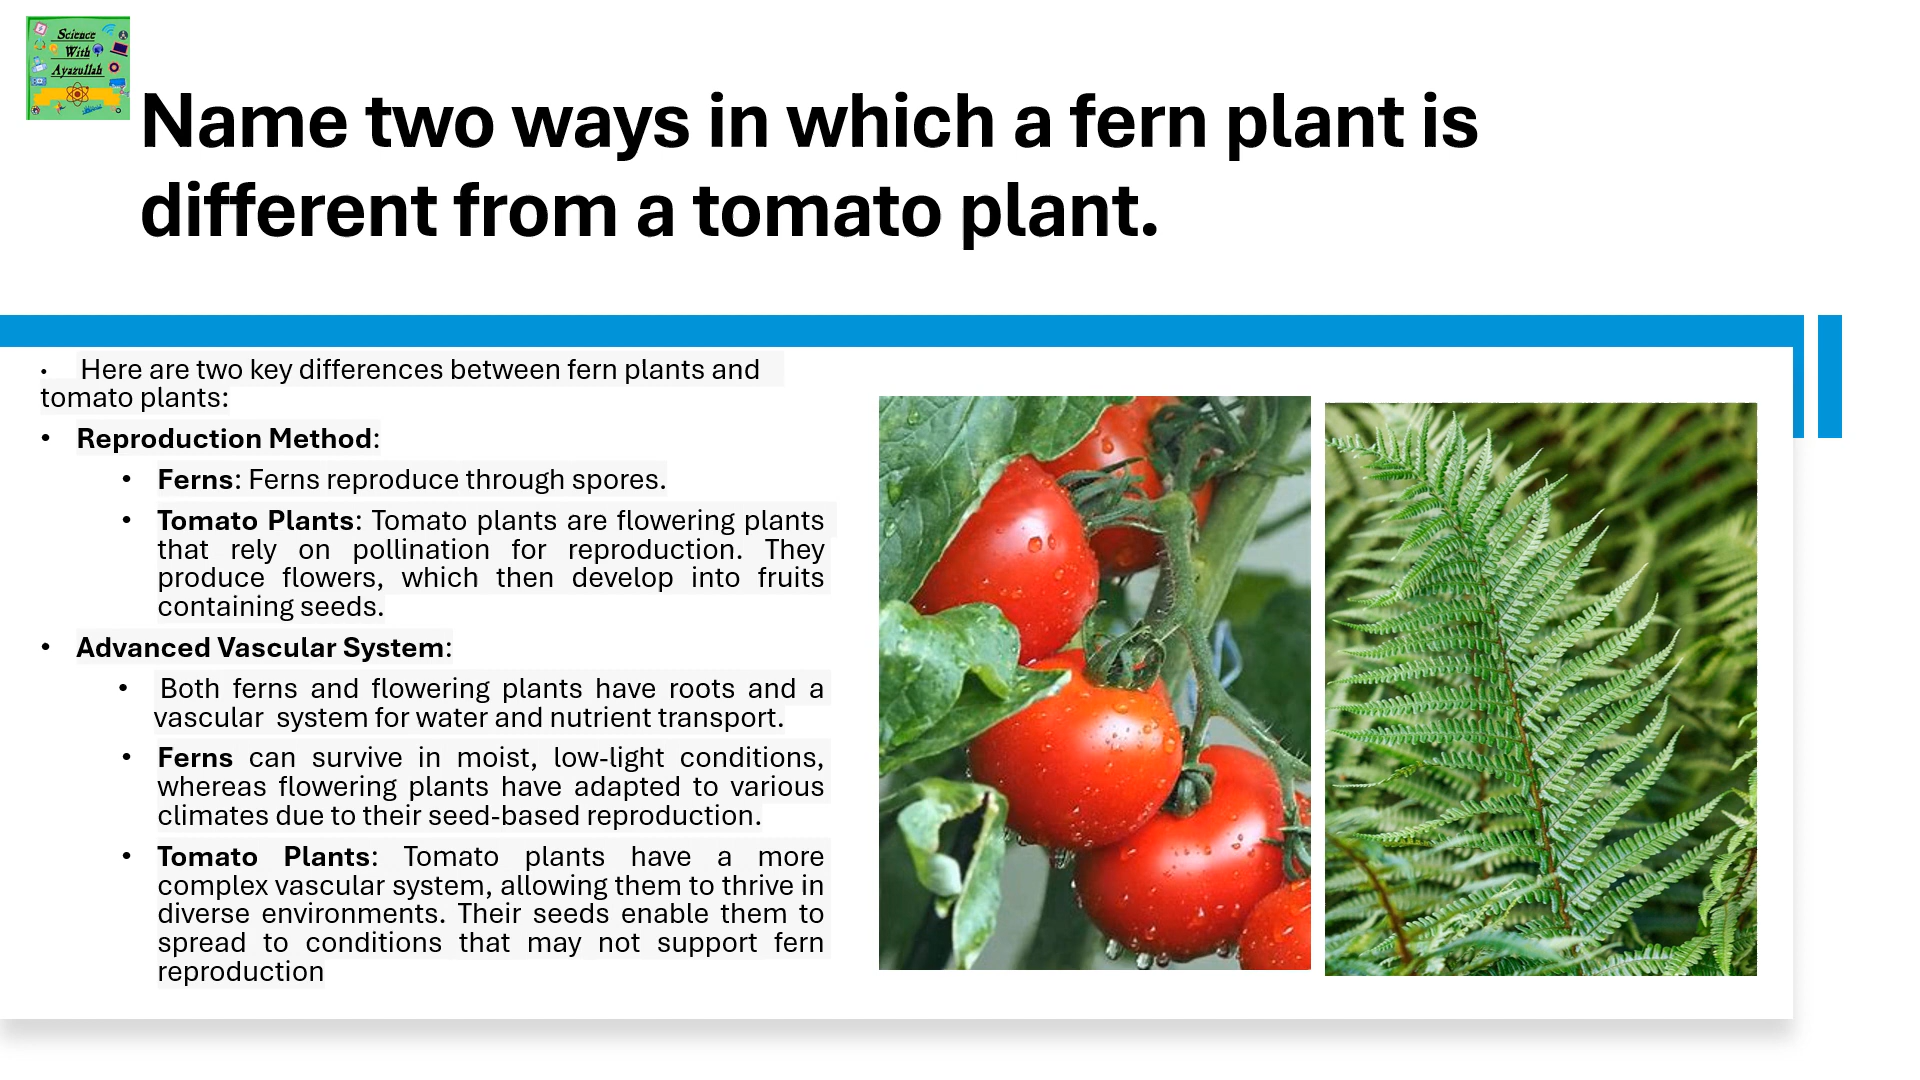 Science
With
Ayazullah
Name two ways in which a fern plant is
different from a tomato plant.
• Here are two key differences between fern plants and
tomato plants:
• Reproduction Method:
• Ferns: Ferns reproduce through spores.
• Tomato Plants: Tomato plants are flowering plants
that rely on pollination for reproduction. They
produce flowers, which then develop into fruits
containing seeds.
• Advanced Vascular System:
• Both ferns and flowering plants have roots and a
vascular system for water and nutrient transport.
• Ferns can survive in moist, low-light conditions,
whereas flowering plants have adapted to various
climates due to their seed-based reproduction.
• Tomato Plants: Tomato plants have a more
complex vascular system, allowing them to thrive in
diverse environments. Their seeds enable them to
spread to conditions that may not support fern
reproduction